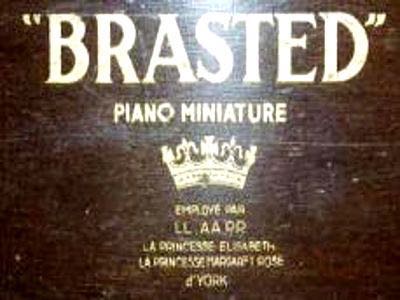 "BRASTED"
PIANO MINIATURE
EMPLOYÉ PAR
LL. AA. RR.
LA PRINCESSE ELISABETH
LA PRINCESSE MARGARET ROSE
d'YORK